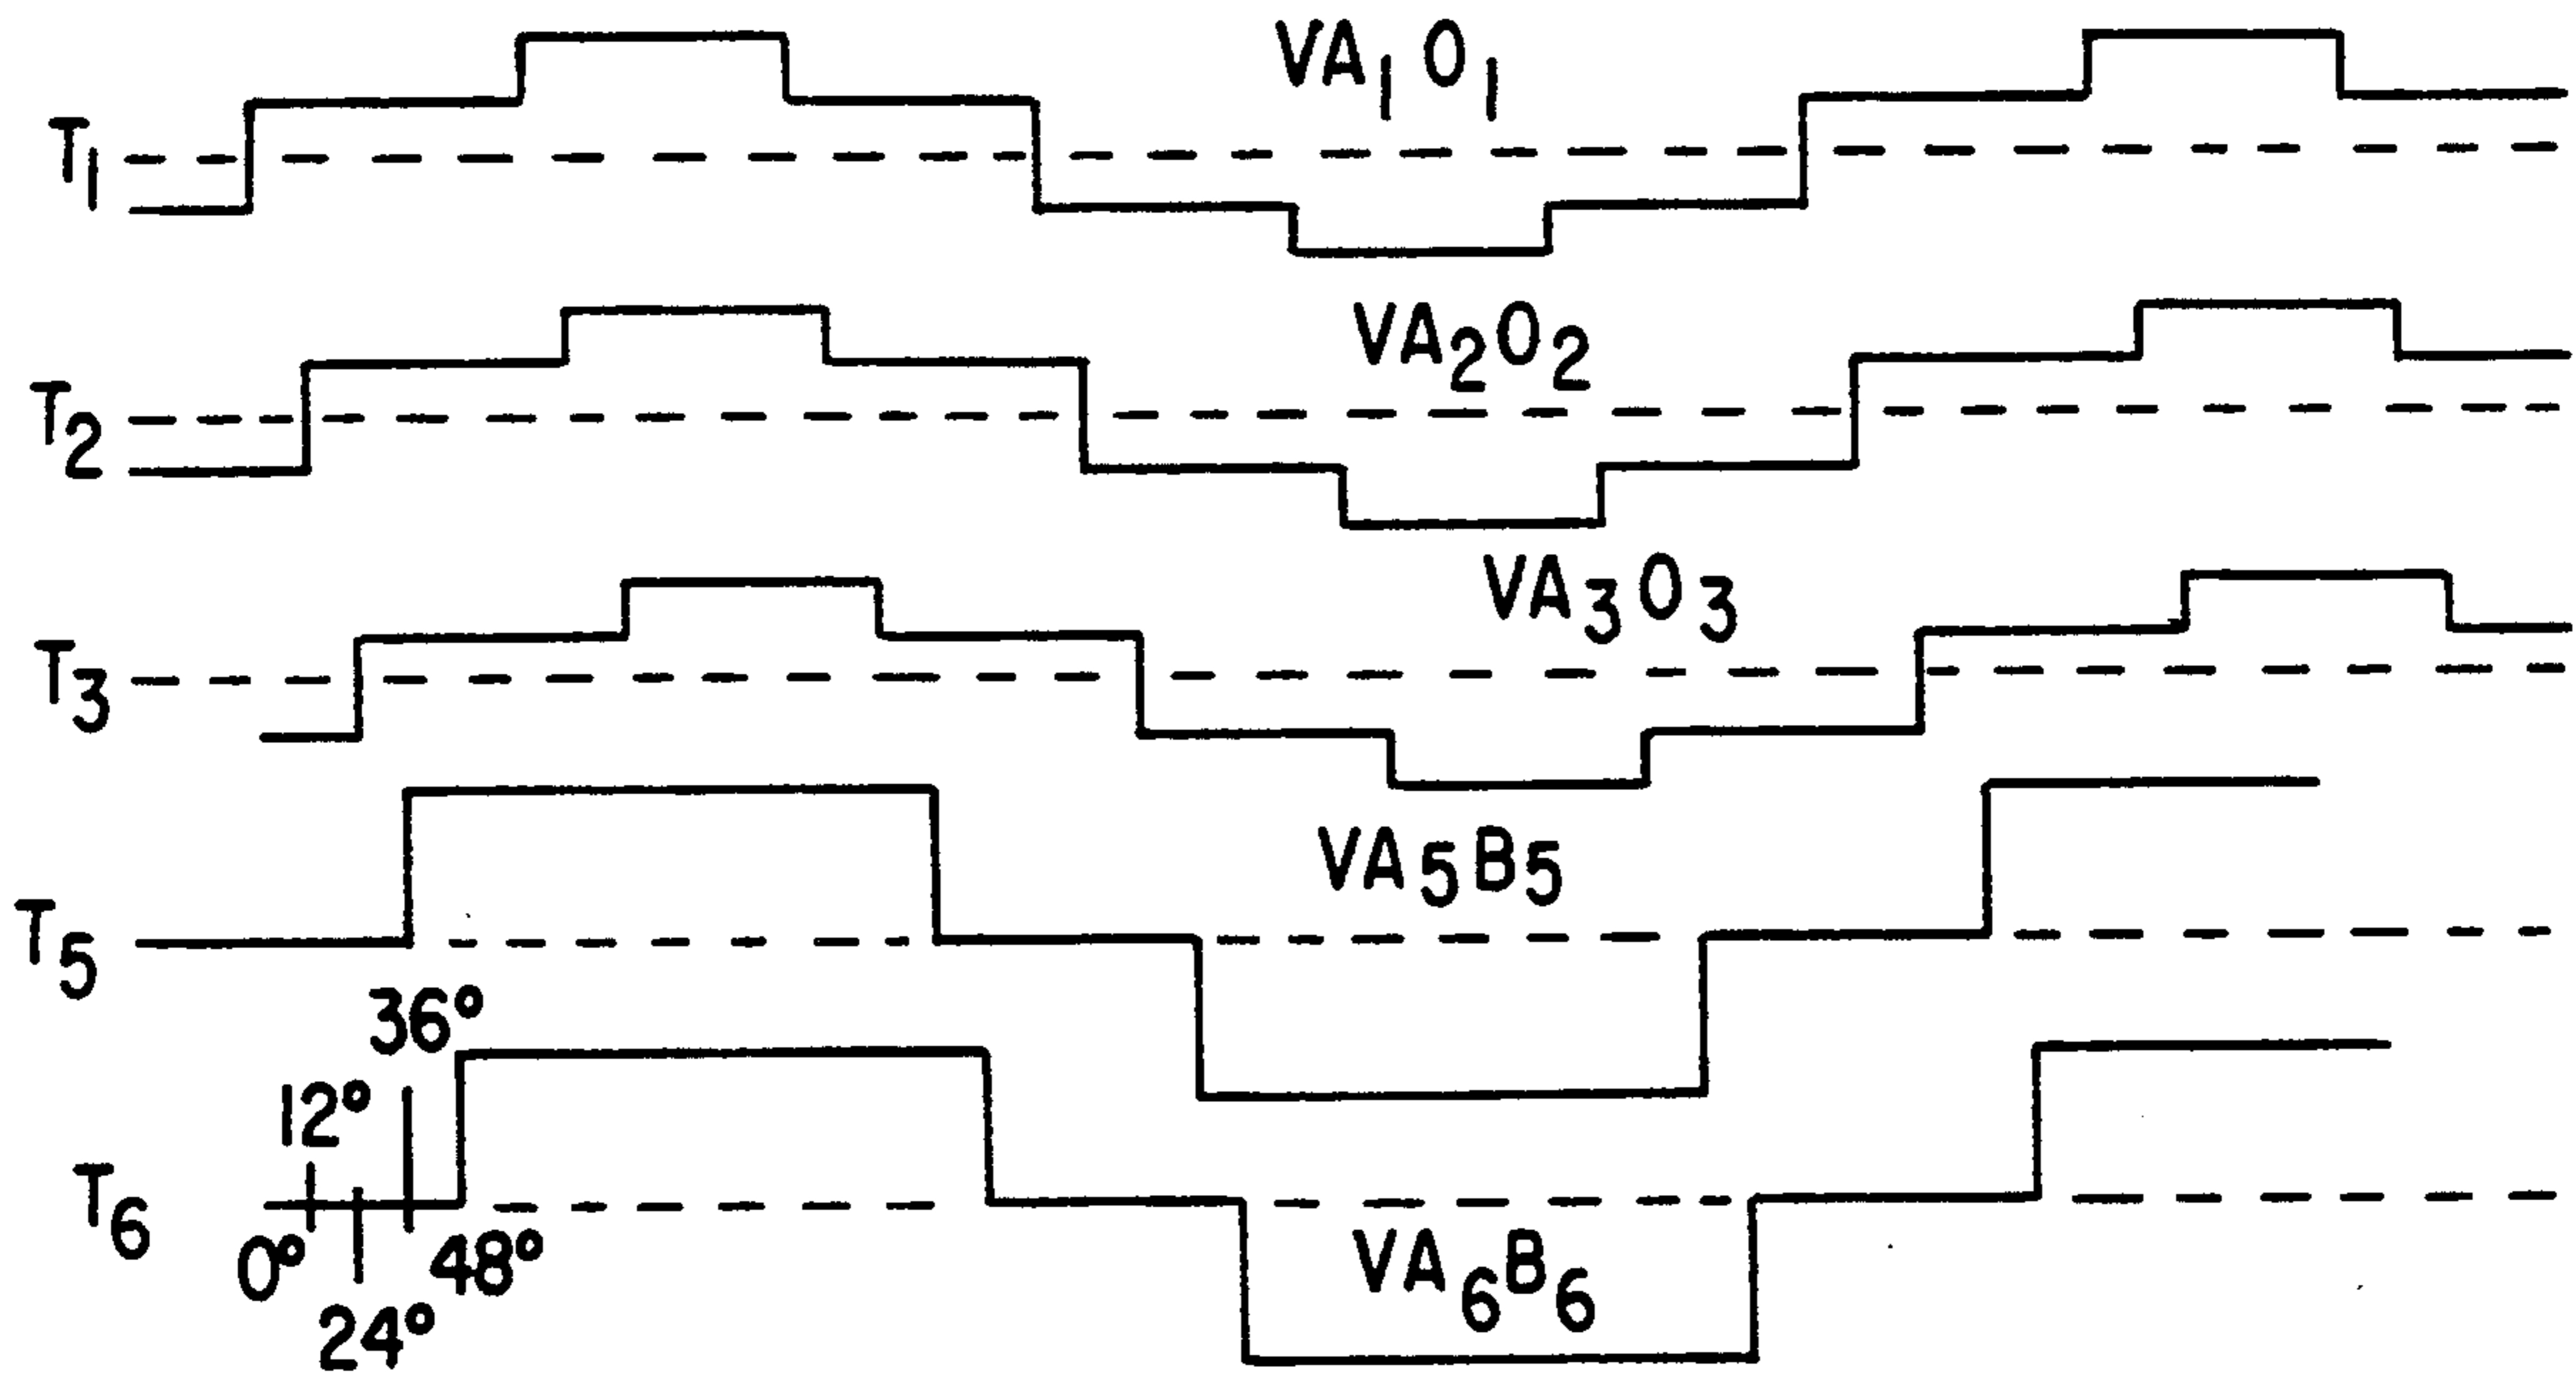 VA₁O₁
T₁
VA₂O₂
T₂
VA₃O₃
T₃
VA₅B₅
T₅
36°
12°
T₆
0°
48°
VA₆B₆
24°